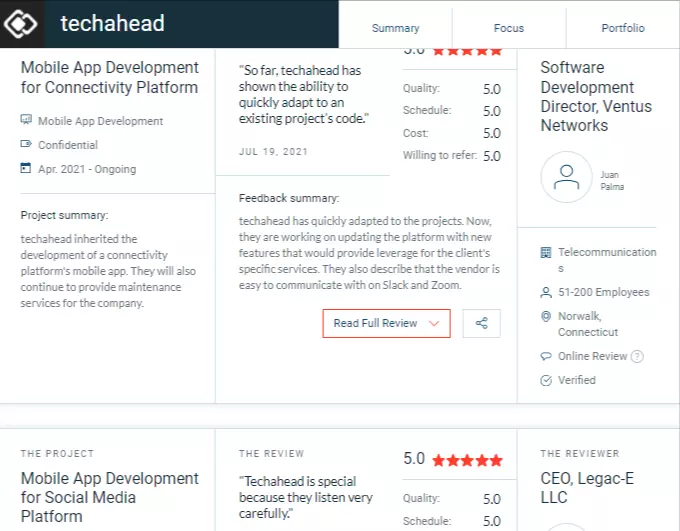 techahead
Summary
Focus
Portfolio
Mobile App Development
for Connectivity Platform
Mobile App Development
Confidential
Apr. 2021 - Ongoing
Project summary:
techahead inherited the
development of a connectivity
platform's mobile app. They will also
continue to provide maintenance
services for the company.
"So far, techahead has
shown the ability to
quickly adapt to an
existing project's code."
JUL 19, 2021
5.0
Quality: 5.0
Schedule: 5.0
Cost: 5.0
Willing to refer: 5.0
Feedback summary:
techahead has quickly adapted to the projects. Now,
they are working on updating the platform with new
features that would provide leverage for the client's
specific services. They also describe that the vendor is
easy to communicate with on Slack and Zoom.
Read Full Review
Software
Development
Director, Ventus
Networks
Juan
Palma
Telecommunication
s
51-200 Employees
Norwalk,
Connecticut
Online Review ?
Verified
THE PROJECT
Mobile App Development
for Social Media
Platform
THE REVIEW
"Techahead is special
because they listen very
carefully."
5.0
Quality: 5.0
Schedule: 5.0
THE REVIEWER
CEO, Legac-E
LLC